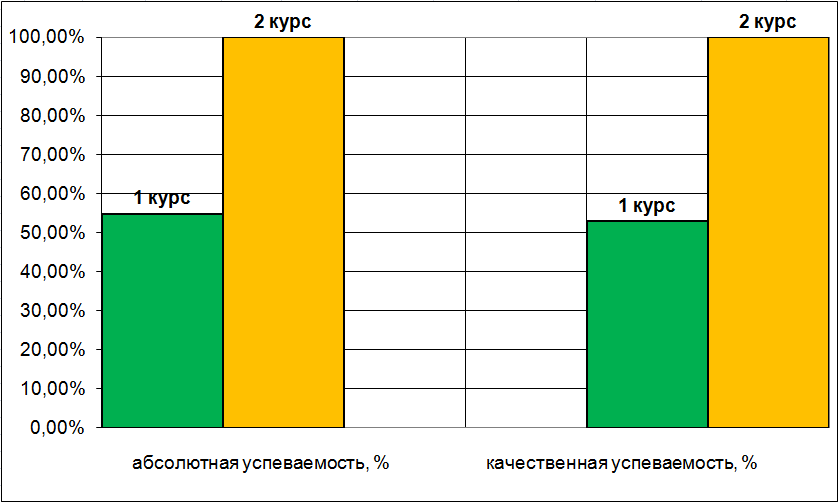 2 курс
2 курс
100,00%
90,00%
80,00%
70,00%
60,00%
1 курс
1 курс
50,00%
40,00%
30,00%
20,00%
10,00%
0,00%
абсолютная успеваемость, %
качественная успеваемость, %